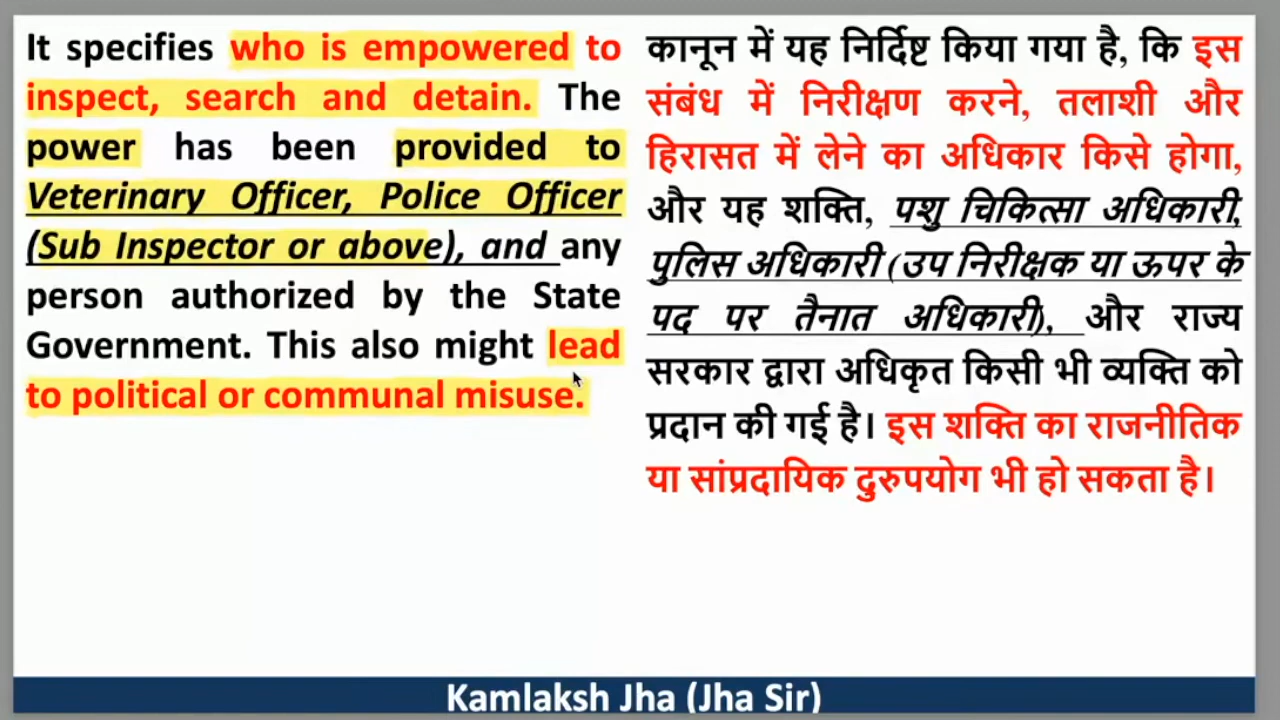 It specifies who is empowered to
inspect, search and detain. The
power has been provided to
Veterinary Officer, Police Officer
(Sub Inspector or above), and any
person authorized by the State
Government. This also might lead
to political or communal misuse.
कानून में यह निर्दिष्ट किया गया है, कि इस
संबंध में निरीक्षण करने, तलाशी और
हिरासत में लेने का अधिकार किसे होगा,
और यह शक्ति, पशु चिकित्सा अधिकारी,
पुलिस अधिकारी (उप निरीक्षक या ऊपर के
पद पर तैनात अधिकारी), और राज्य
सरकार द्वारा अधिकृत किसी भी व्यक्ति को
प्रदान की गई है। इस शक्ति का राजनीतिक
या सांप्रदायिक दुरुपयोग भी हो सकता है।
Kamlaksh Jha (Jha Sir)